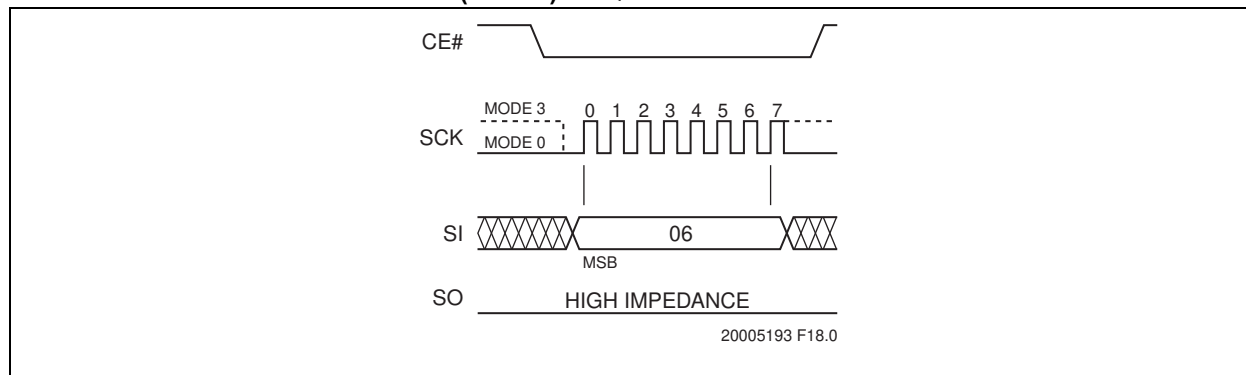 CE#
MODE 3
0 1 2 3 4 5 6 7
SCK
MODE 0
SI
06
MSB
SO
HIGH IMPEDANCE
20005193 F18.0